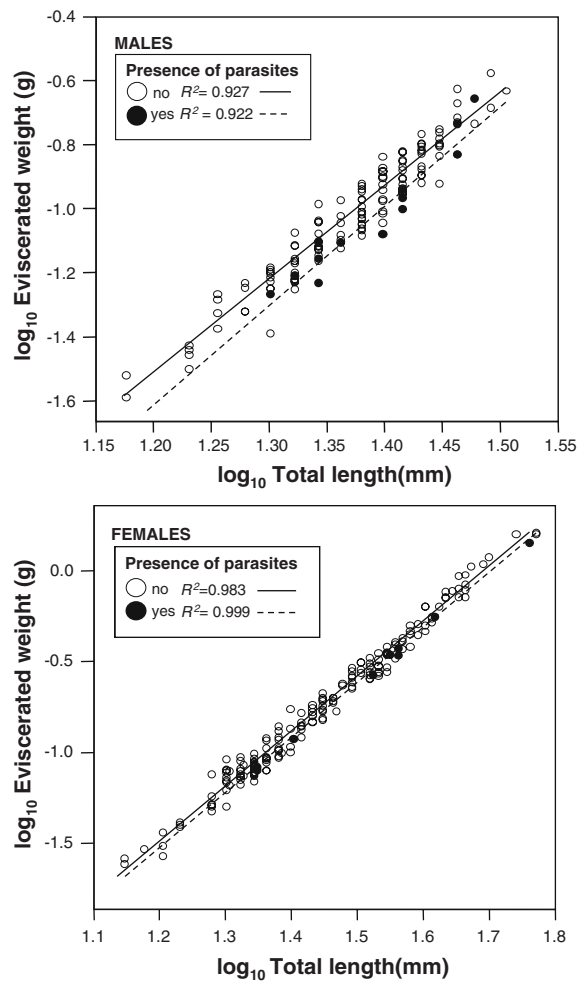 MALES
Presence of parasites
no R²= 0.927
yes R² = 0.922
log₁₀ Eviscerated weight (g)
-0.4
-0.6
-0.8
-1.0
-1.2
-1.4
-1.6
1.15 1.20 1.25 1.30 1.35 1.40 1.45 1.50 1.55
log₁₀ Total length(mm)
FEMALES
Presence of parasites
no R²=0.983
yes R²= 0.999
log₁₀ Eviscerated weight (g)
0.0
-0.5
-1.0
-1.5
1.1 1.2 1.3 1.4 1.5 1.6 1.7 1.8
log₁₀ Total length(mm)